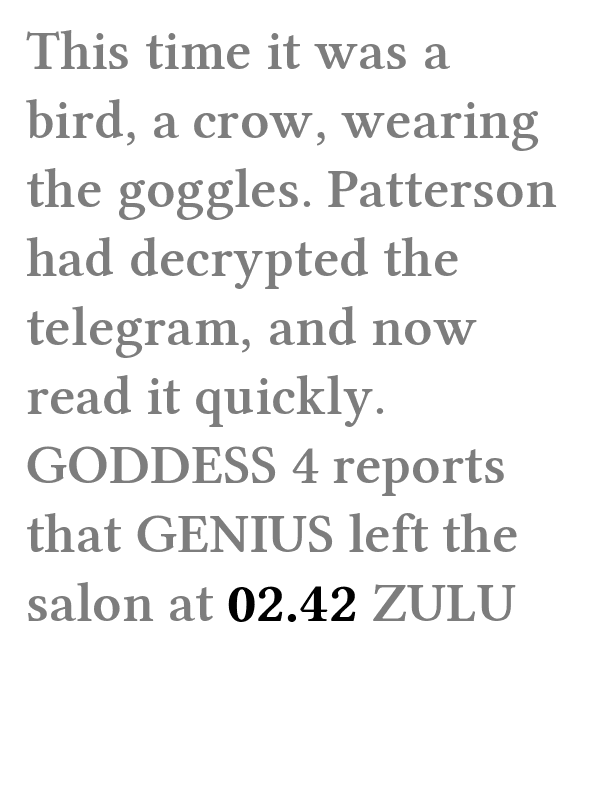 This time it was a
bird, a crow, wearing
the goggles. Patterson
had decrypted the
telegram, and now
read it quickly.
GODDESS 4 reports
that GENIUS left the
salon at 02.42 ZULU